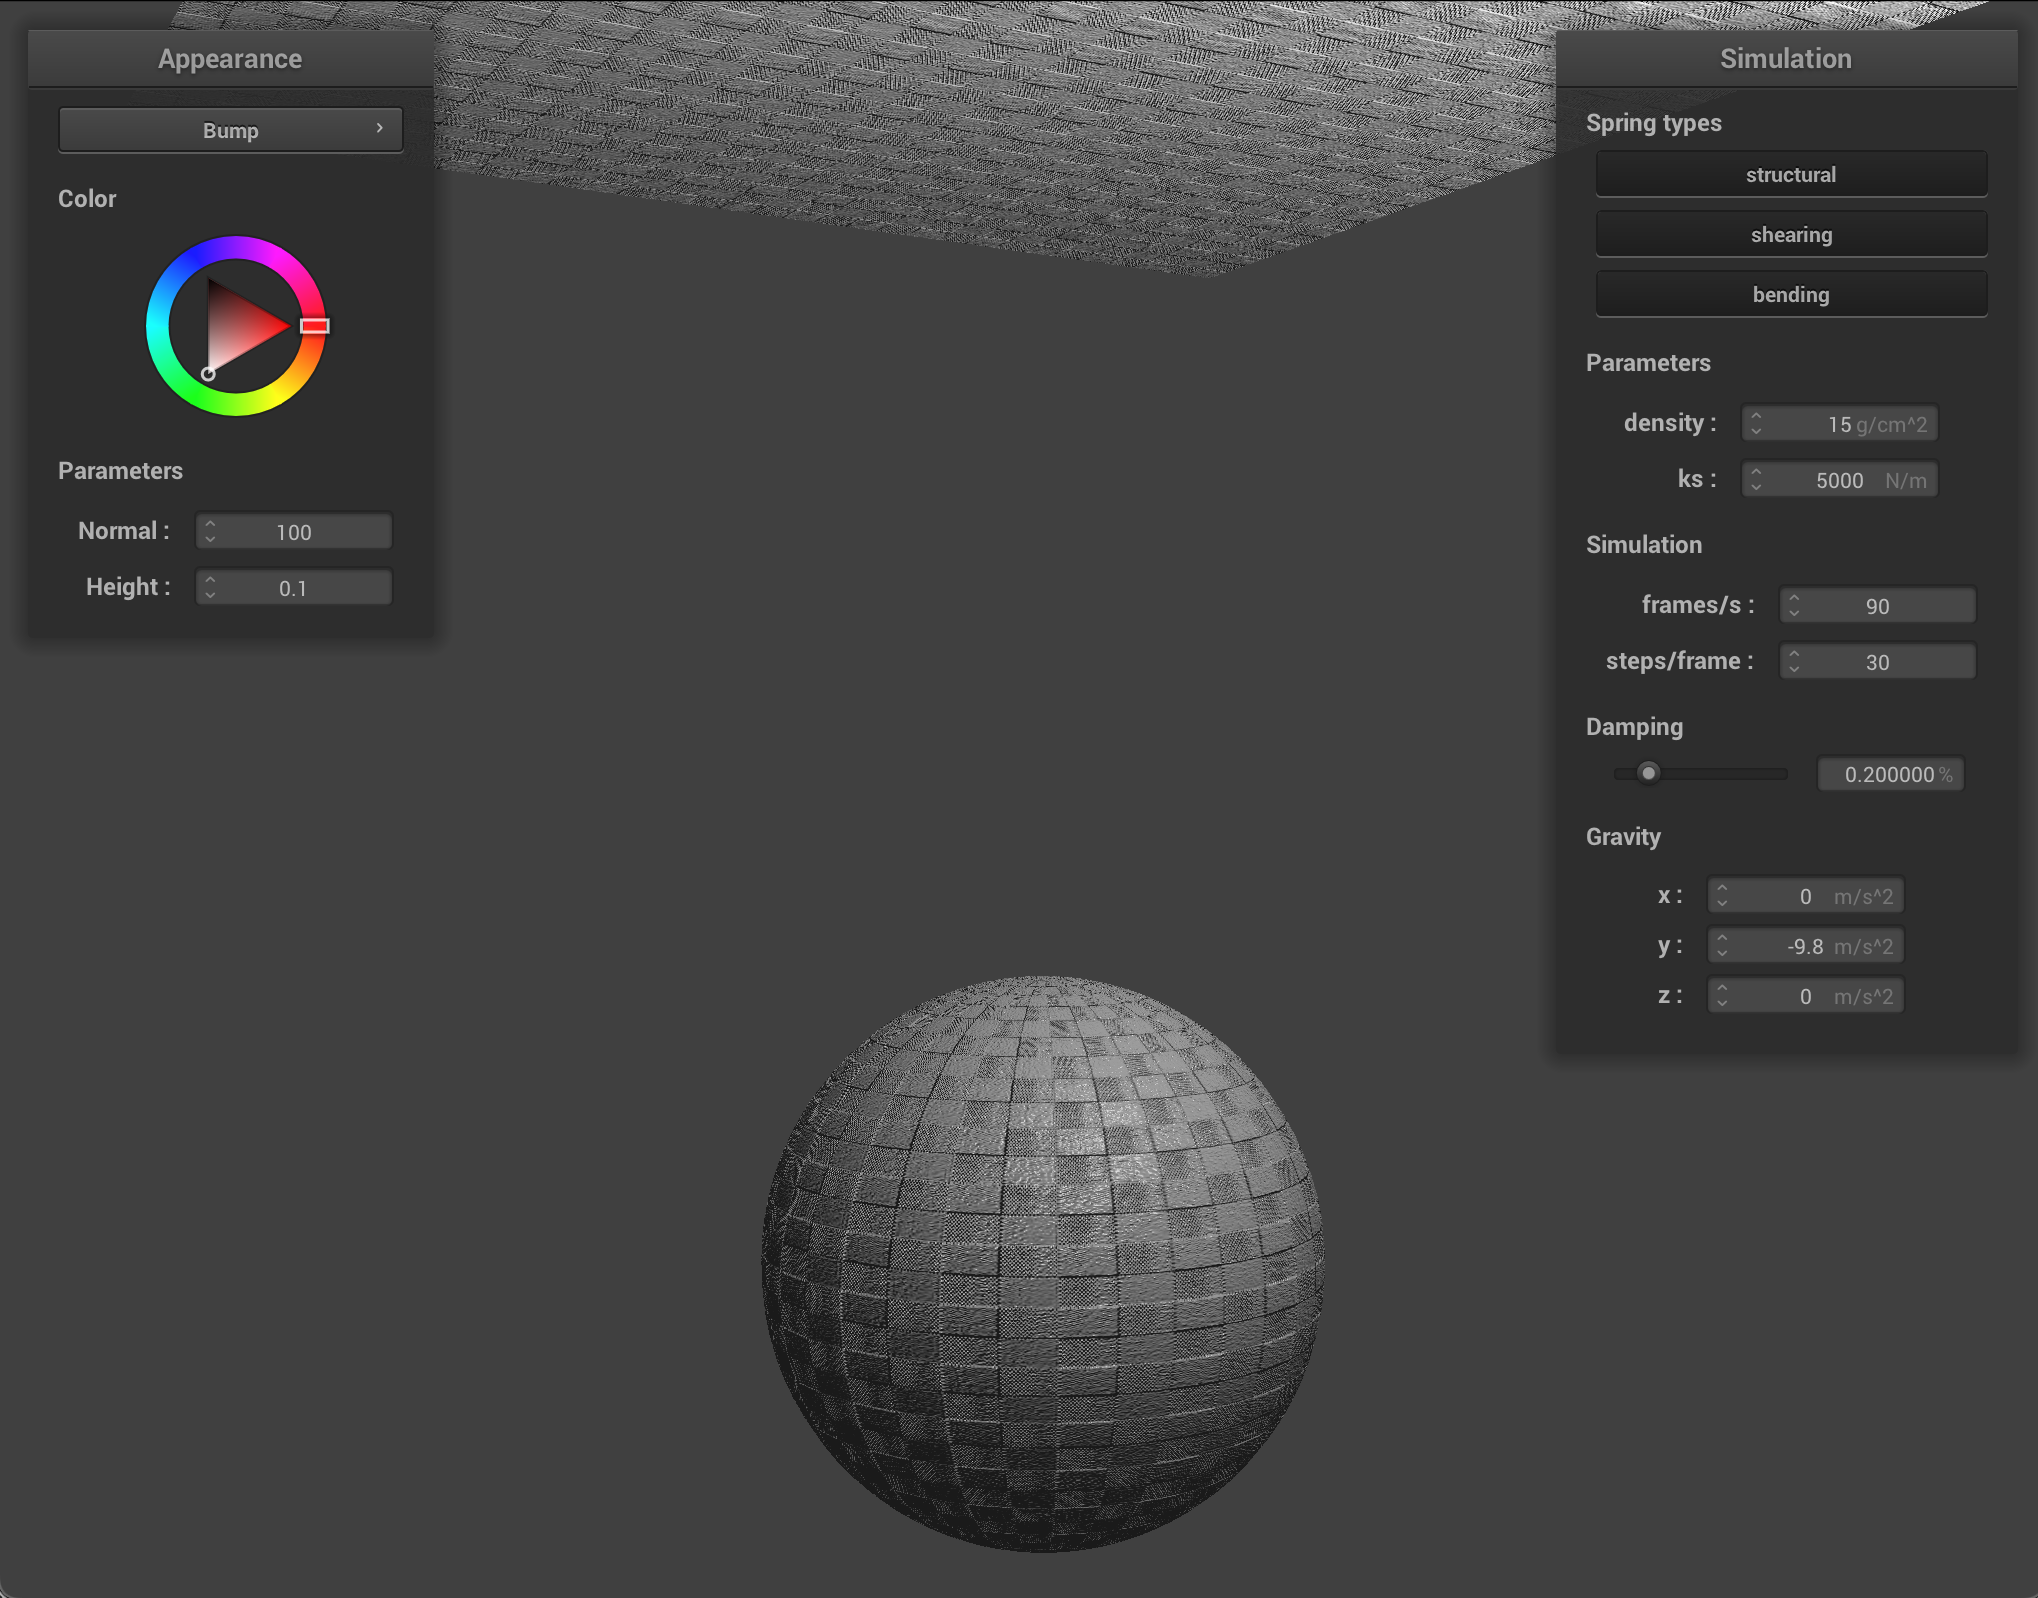 Appearance
Bump
Color
Parameters
Normal : 100
Height : 0.1
Simulation
Spring types
structural
shearing
bending
Parameters
density : 15 g/cm^2
ks : 5000 N/m
Simulation
frames/s : 90
steps/frame : 30
Damping
0.200000 %
Gravity
x : 0 m/s^2
y : -9.8 m/s^2
z : 0 m/s^2